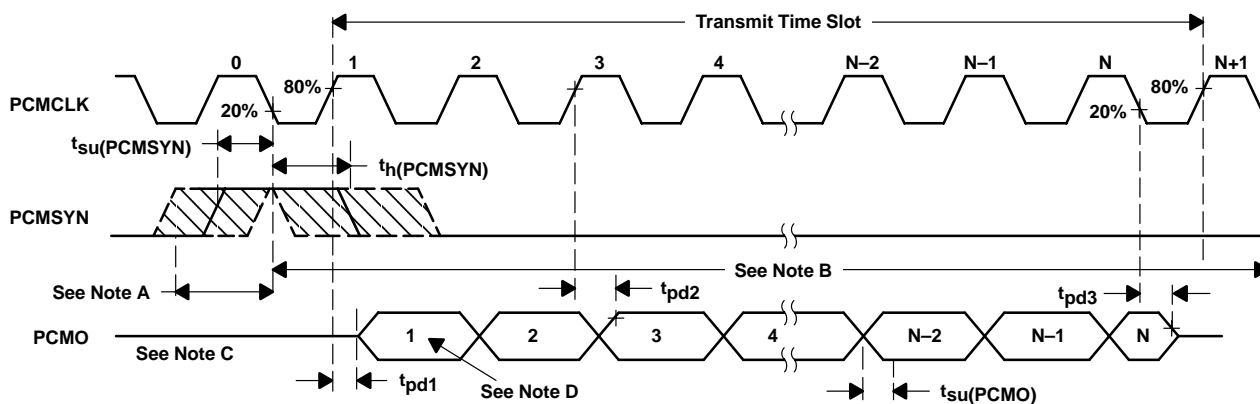 Transmit Time Slot
0 1 2 3 4 N–2 N–1 N N+1
PCMCLK
80%
20%
80%
20%
tsu(PCMSYN)
th(PCMSYN)
PCMSYN
See Note B
See Note A
tpd2
tpd3
PCMO
1 2 3 4 N–2 N–1 N
See Note C
tpd1
See Note D
tsu(PCMO)